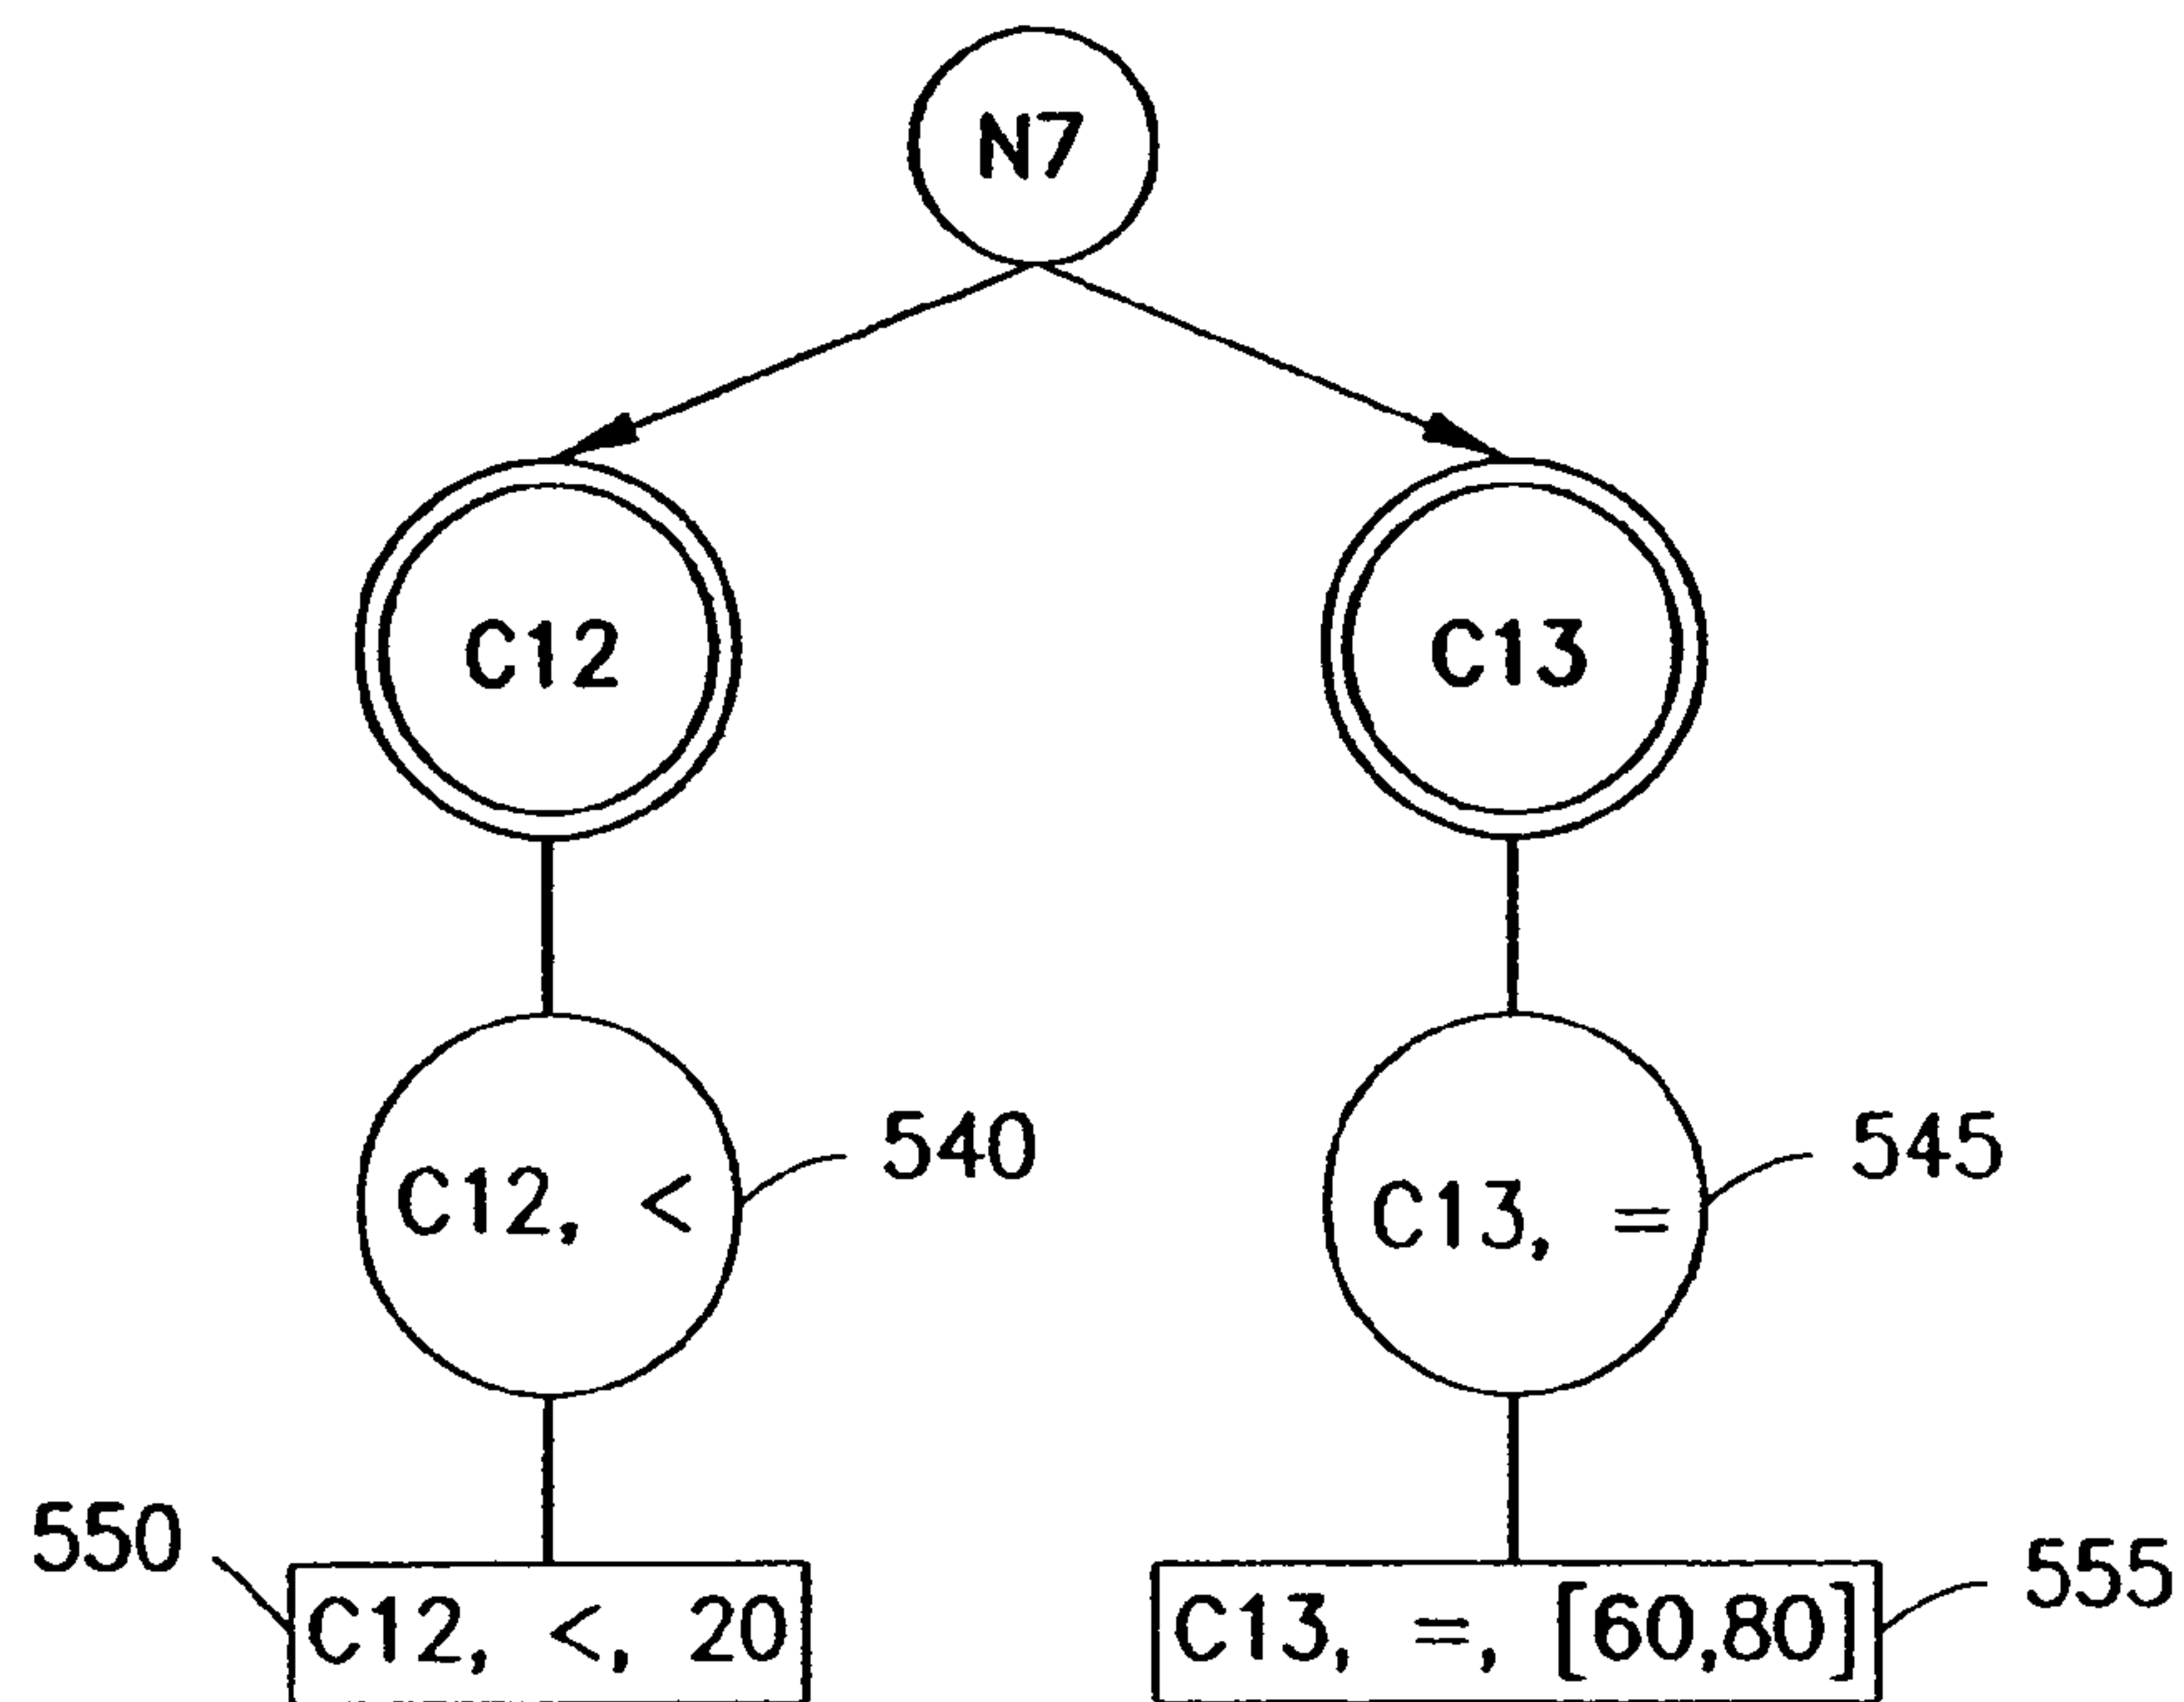 N7
C12
C13
C12, <
540
C13, =
545
550
C12, <, 20
C13, =, [60,80]
555